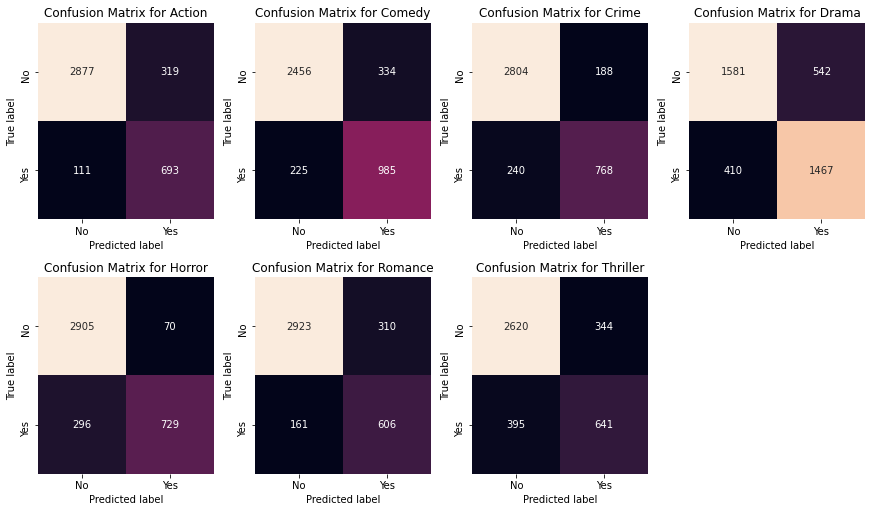 Confusion Matrix for Action
True label
No
2877
319
Yes
111
693
No
Yes
Predicted label
Confusion Matrix for Comedy
True label
No
2456
334
Yes
225
985
No
Yes
Predicted label
Confusion Matrix for Crime
True label
No
2804
188
Yes
240
768
No
Yes
Predicted label
Confusion Matrix for Drama
True label
No
1581
542
Yes
410
1467
No
Yes
Predicted label
Confusion Matrix for Horror
True label
No
2905
70
Yes
296
729
No
Yes
Predicted label
Confusion Matrix for Romance
True label
No
2923
310
Yes
161
606
No
Yes
Predicted label
Confusion Matrix for Thriller
True label
No
2620
344
Yes
395
641
No
Yes
Predicted label